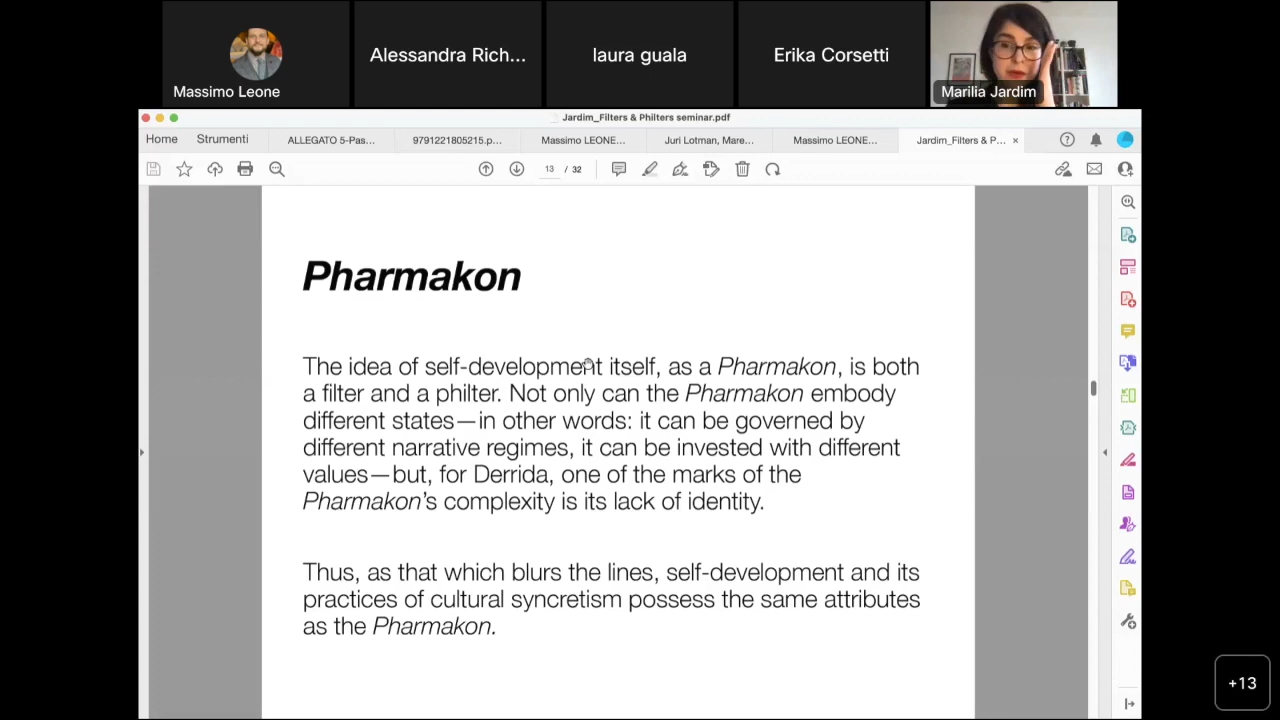 Massimo Leone
Alessandra Rich...
laura guala
Erika Corsetti
Marilia Jardim
Jardim_Filters & Philters seminar.pdf
Home
Strumenti
ALLEGATO 5-Pas...
9791221805215.p...
Massimo LEONE...
Juri Lotman, Mare...
Massimo LEONE...
Jardim_Filters & P...
13 / 32
Pharmakon
The idea of self-development itself, as a Pharmakon, is both
a filter and a philter. Not only can the Pharmakon embody
different states—in other words: it can be governed by
different narrative regimes, it can be invested with different
values—but, for Derrida, one of the marks of the
Pharmakon’s complexity is its lack of identity.
Thus, as that which blurs the lines, self-development and its
practices of cultural syncretism possess the same attributes
as the Pharmakon.
+13